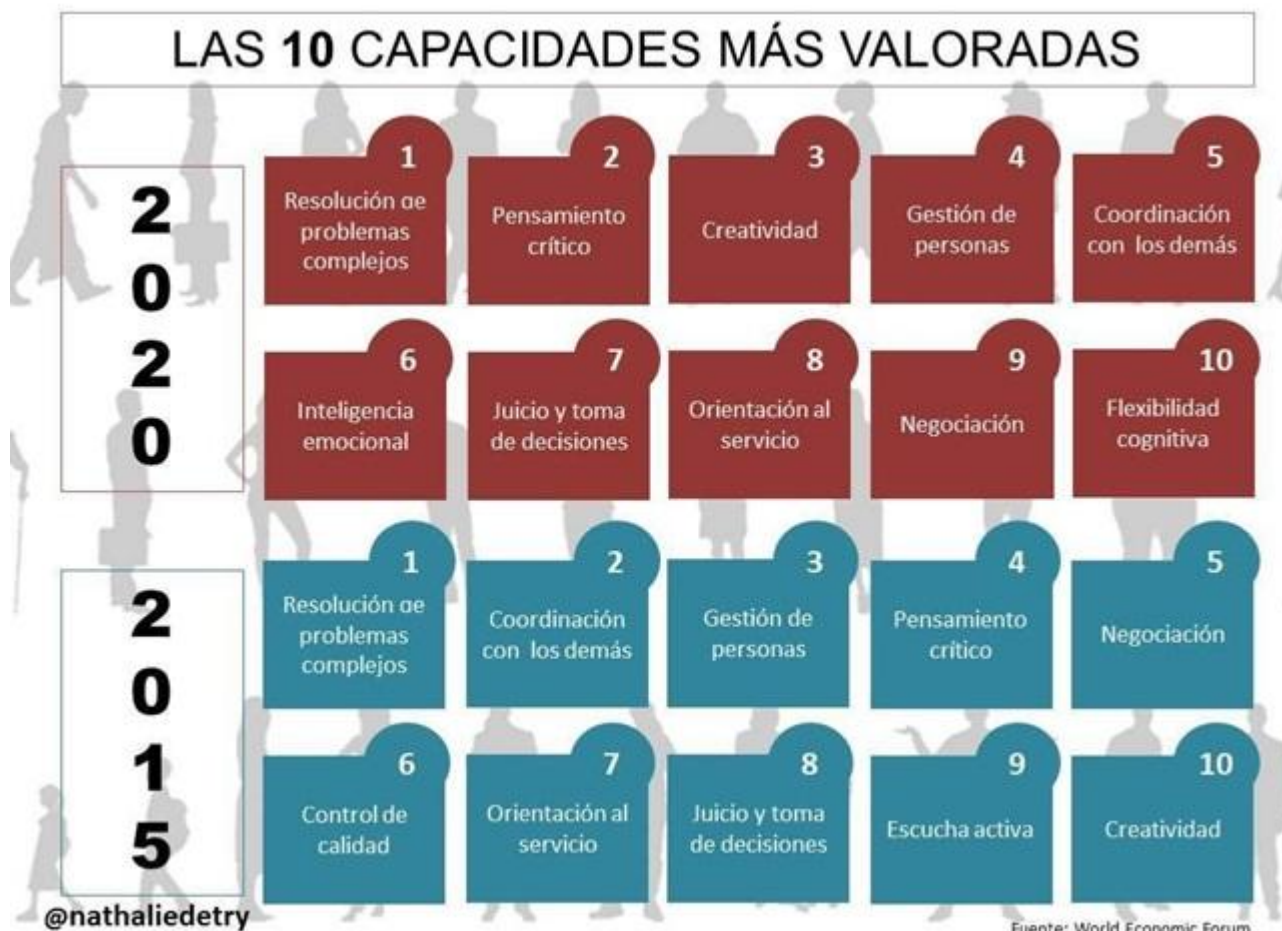 LAS 10 CAPACIDADES MÁS VALORADAS
2
0
2
0
1
Resolución de
problemas
complejos
2
Pensamiento
crítico
3
Creatividad
4
Gestión de
personas
5
Coordinación
con los demás
6
Inteligencia
emocional
7
Juicio y toma
de decisiones
8
Orientación al
servicio
9
Negociación
10
Flexibilidad
cognitiva
2
0
1
5
1
Resolución de
problemas
complejos
2
Coordinación
con los demás
3
Gestión de
personas
4
Pensamiento
crítico
5
Negociación
6
Control de
calidad
7
Orientación al
servicio
8
Juicio y toma
de decisiones
9
Escucha activa
10
Creatividad
@nathaliedetry
Fuente: World Economic Forum